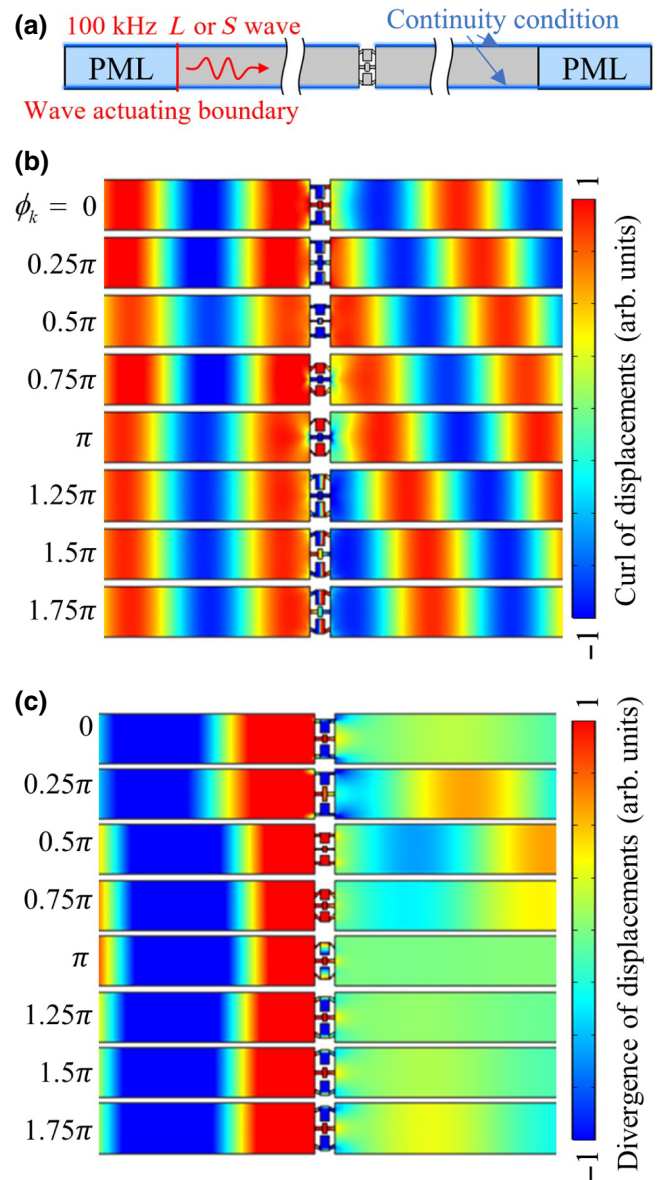 (a)
100 kHz L or S wave
Continuity condition
PML
PML
Wave actuating boundary
(b)
ϕk = 0
0.25π
0.5π
0.75π
π
1.25π
1.5π
1.75π
1
Curl of displacements (arb. units)
−1
(c)
0
0.25π
0.5π
0.75π
π
1.25π
1.5π
1.75π
1
Divergence of displacements (arb. units)
−1